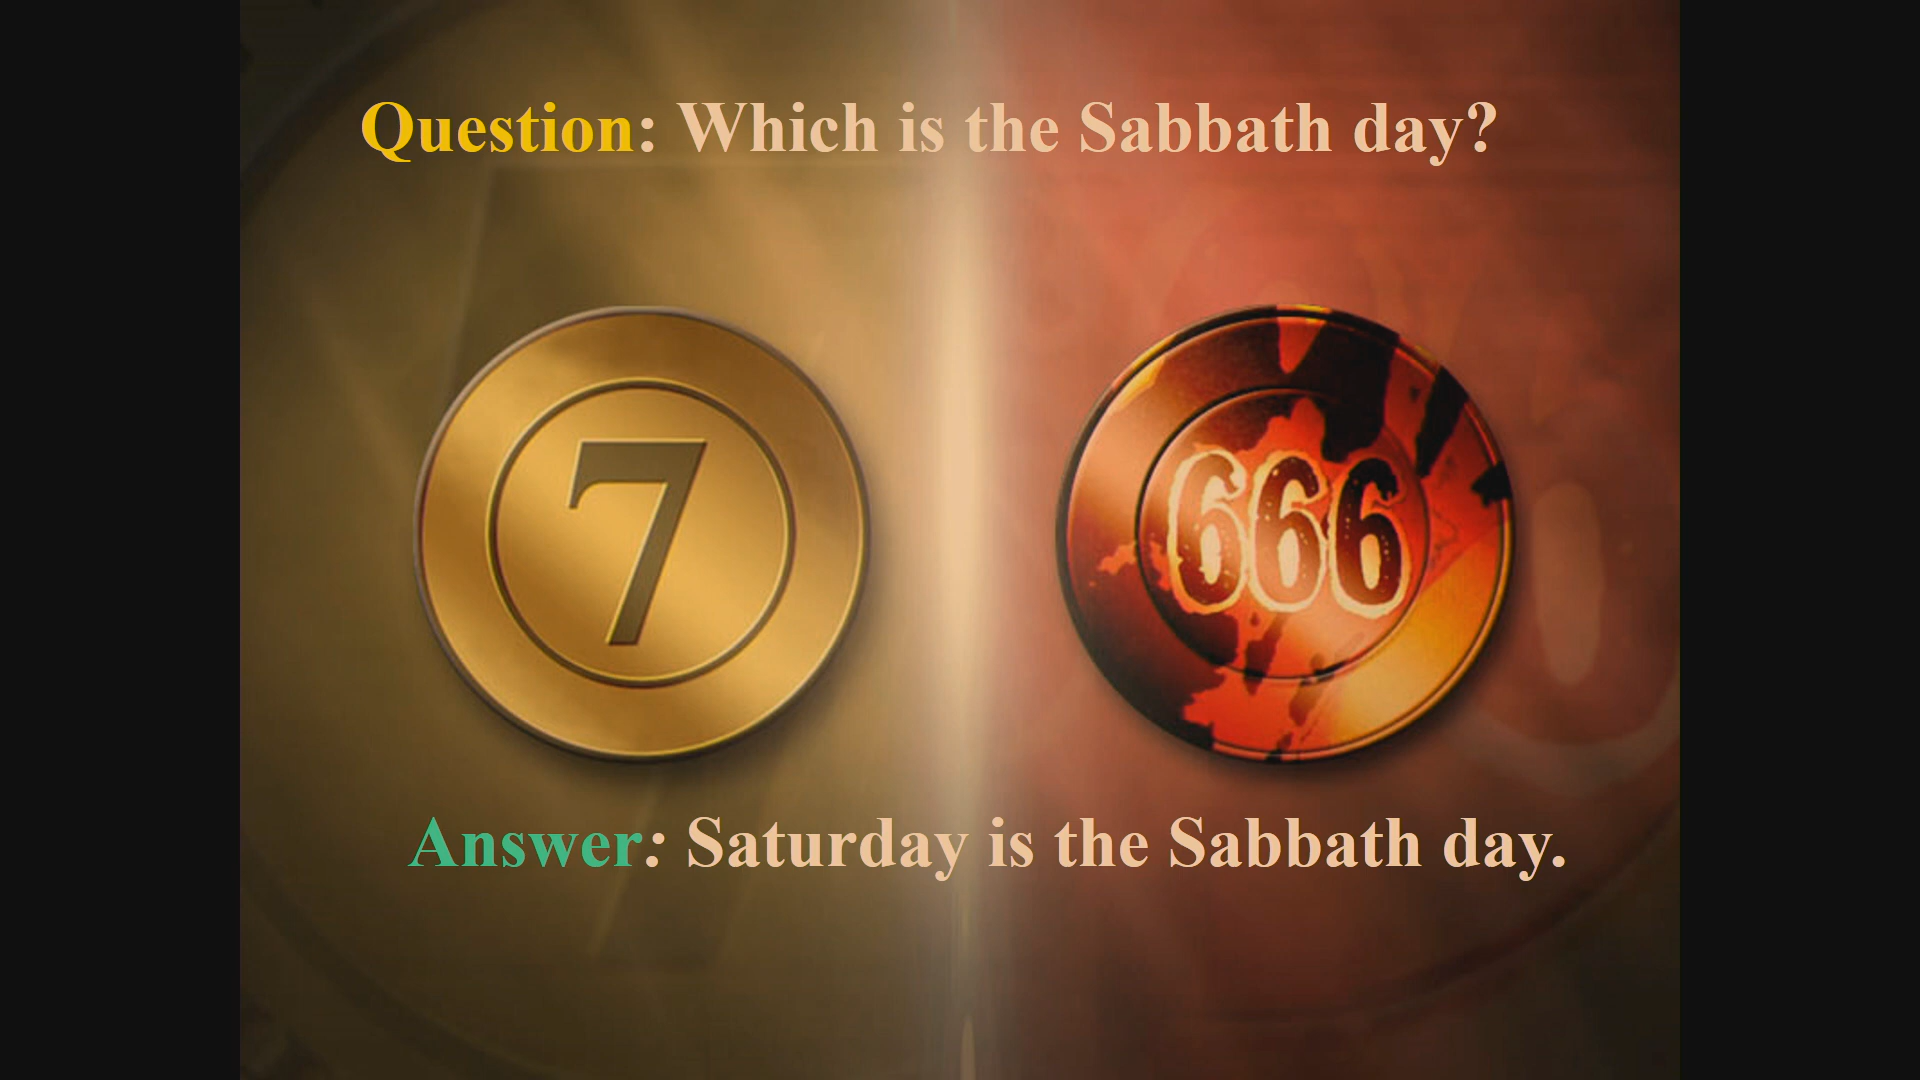 Question: Which is the Sabbath day?
7
666
Answer: Saturday is the Sabbath day.